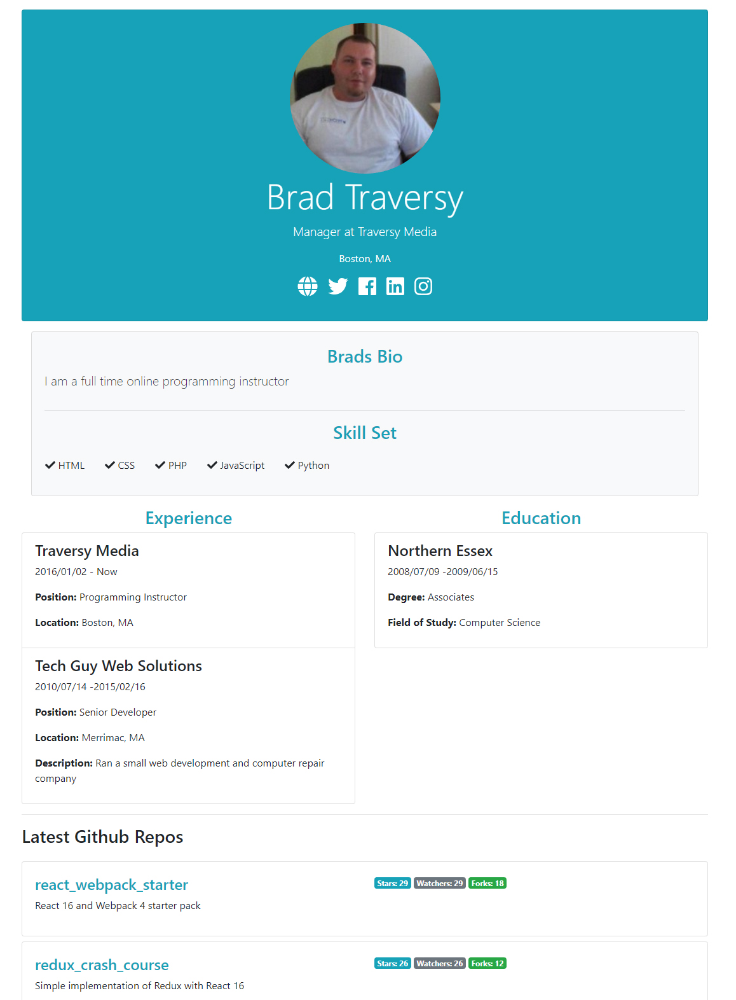 Brad Traversy
Manager at Traversy Media
Boston, MA
Brads Bio
I am a full time online programming instructor
Skill Set
HTML CSS PHP JavaScript Python
Experience
Traversy Media
2016/01/02 - Now
Position: Programming Instructor
Location: Boston, MA
Tech Guy Web Solutions
2010/07/14 -2015/02/16
Position: Senior Developer
Location: Merrimac, MA
Description: Ran a small web development and computer repair
company
Education
Northern Essex
2008/07/09 -2009/06/15
Degree: Associates
Field of Study: Computer Science
Latest Github Repos
react_webpack_starter
Stars: 29 Watchers: 29 Forks: 18
React 16 and Webpack 4 starter pack
redux_crash_course
Stars: 26 Watchers: 26 Forks: 12
Simple implementation of Redux with React 16